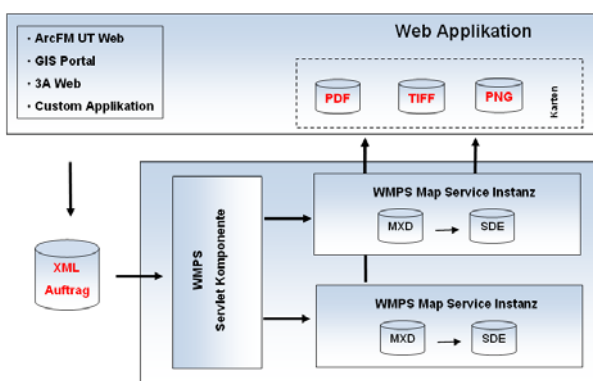 · ArcFM UT Web
· GIS Portal
· 3A Web
· Custom Applikation
Web Applikation
PDF
TIFF
PNG
Karten
XML
Auftrag
WMPS
Servlet Komponente
WMPS Map Service Instanz
MXD
SDE
WMPS Map Service Instanz
MXD
SDE